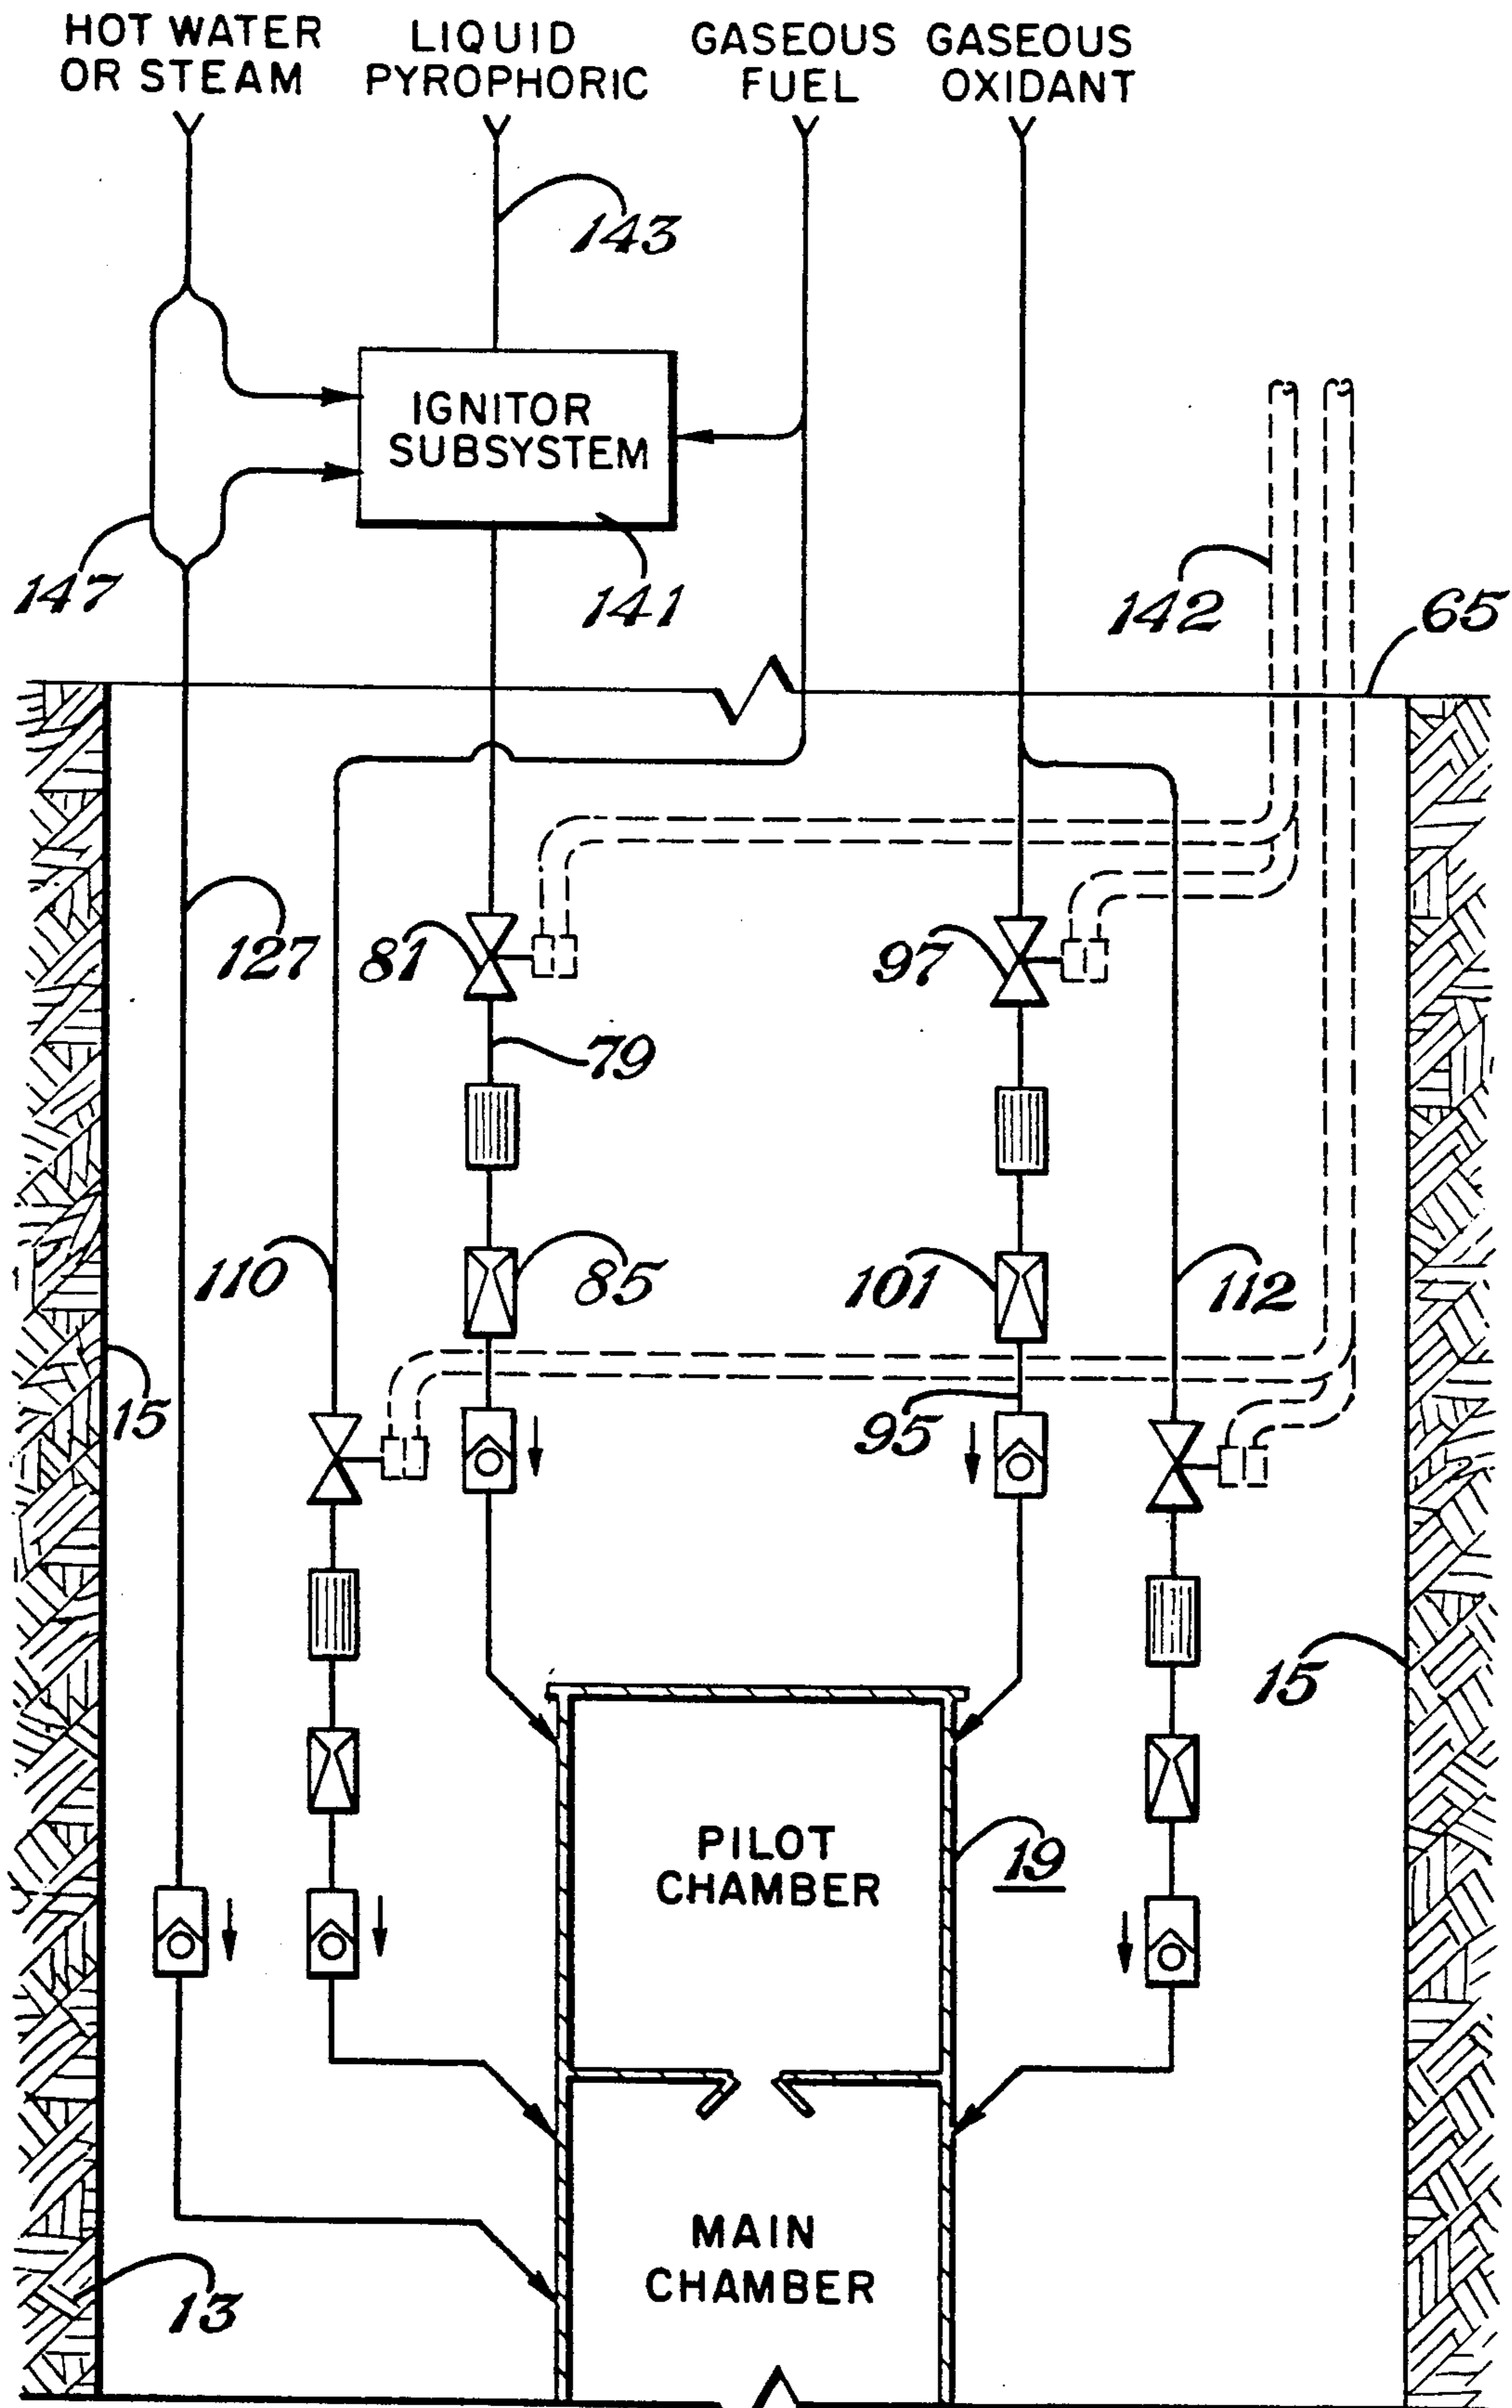 HOT WATER
OR STEAM
LIQUID
PYROPHORIC
GASEOUS
FUEL
GASEOUS
OXIDANT
143
IGNITOR
SUBSYSTEM
147
141
142
65
127
81
97
79
110
85
101
112
15
95
15
PILOT
CHAMBER
19
MAIN
CHAMBER
13